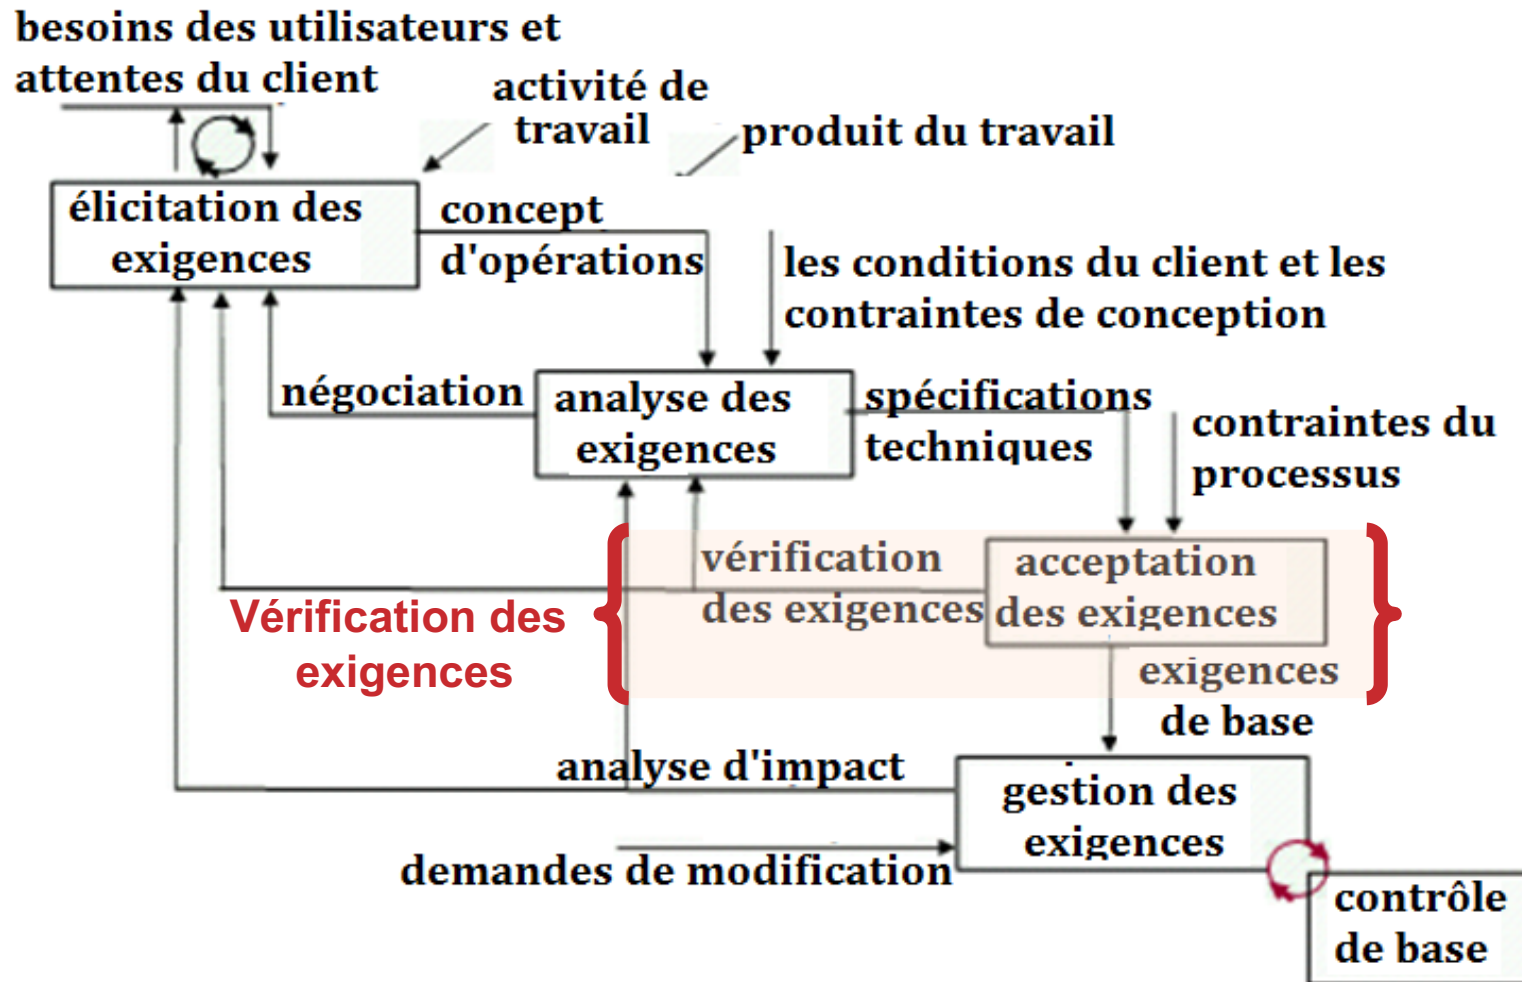 besoins des utilisateurs et
attentes du client
activité de
travail
produit du travail
élicitation des
exigences
concept
d'opérations
les conditions du client et les
contraintes de conception
négociation
analyse des
exigences
spécifications
techniques
contraintes du
processus
vérification
des exigences
acceptation
des exigences
Vérification des
exigences
exigences
de base
analyse d'impact
gestion des
exigences
demandes de modification
contrôle
de base